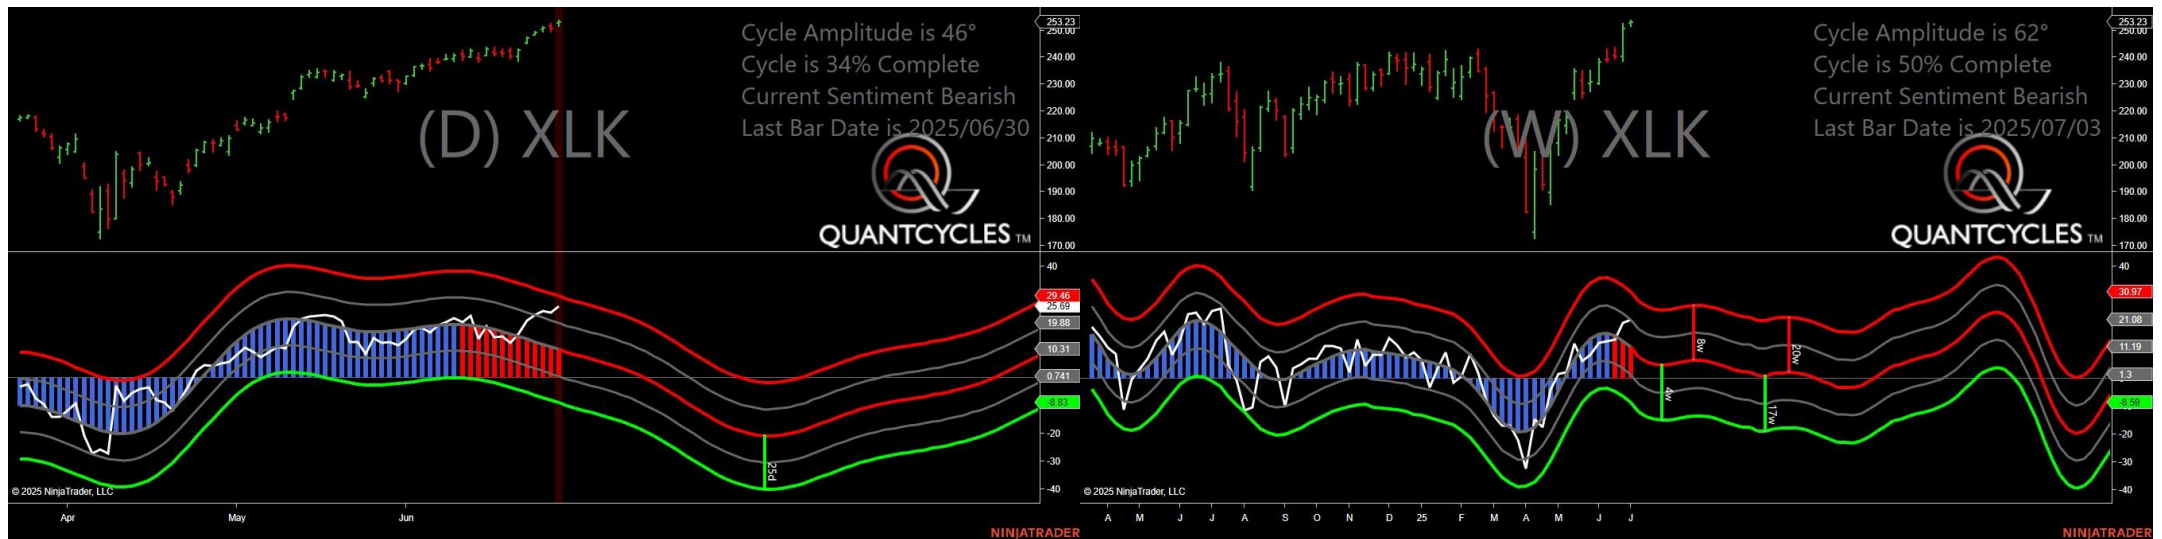 Cycle Amplitude is 46°
Cycle is 34% Complete
Current Sentiment Bearish
Last Bar Date is 2025/06/30
(D) XLK
QUANTCYCLES TM
253.23
250.00
240.00
230.00
220.00
210.00
200.00
190.00
180.00
170.00
40
29.46
25.69
19.88
10.31
0.741
-8.83
-20
-30
-40
25d
© 2025 NinjaTrader, LLC
Apr
May
Jun
NINJATRADER
Cycle Amplitude is 62°
Cycle is 50% Complete
Current Sentiment Bearish
Last Bar Date is 2025/07/03
(W) XLK
QUANTCYCLES TM
253.23
250.00
240.00
230.00
220.00
210.00
200.00
190.00
180.00
170.00
40
30.97
21.08
11.19
1.3
-8.59
-20
-30
-40
4w
8w
17w
20w
© 2025 NinjaTrader, LLC
A M J J A S O N D 25 F M A M J J
NINJATRADER